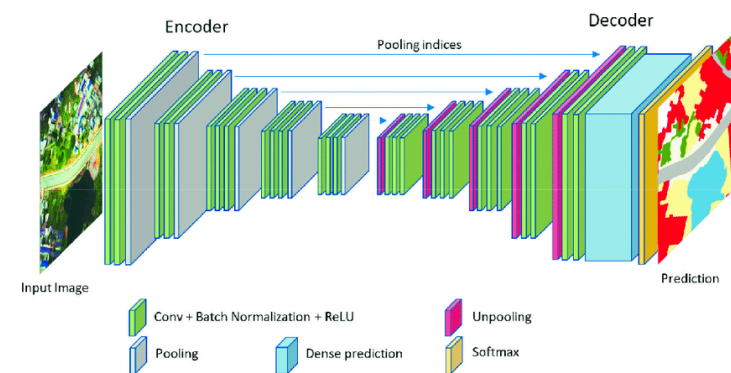 Encoder
Decoder
Pooling indices
Input Image
Prediction
Conv + Batch Normalization + ReLU
Unpooling
Pooling
Dense prediction
Softmax